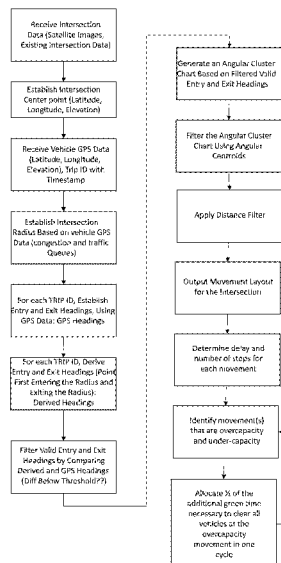 Receive Intersection
Data (Satellite Images,
Existing Intersection Data)
Establish Intersection
Center point (Latitude,
Longitude, Elevation)
Receive Vehicle GPS Data
(Latitude, Longitude,
Elevation), Trip ID with
Timestamp
Establish Intersection
Radius Based on vehicle GPS
Data (congestion and traffic
Queues)
For each TRIP ID, Establish
Entry and Exit Headings, Using
GPS Data: GPS Headings
For each TRIP ID, Derive
Entry and Exit Headings (Point
First Entering the Radius and
Exiting the Radius):
Derived Headings
Filter Valid Entry and Exit
Headings by Comparing
Derived and GPS Headings
(Diff Below Threshold??)
Generate an Angular Cluster
Chart Based on Filtered Valid
Entry and Exit Headings
Filter the Angular Cluster
Chart Using Angular
Centroids
Apply Distance Filter
Output Movement Layout
for the Intersection
Determine delay and
number of stops for
each movement
Identify movement(s)
that are overcapacity
and under-capacity
Allocate ½ of the
additional green time
necessary to clear all
vehicles at the
overcapacity
movement in one
cycle